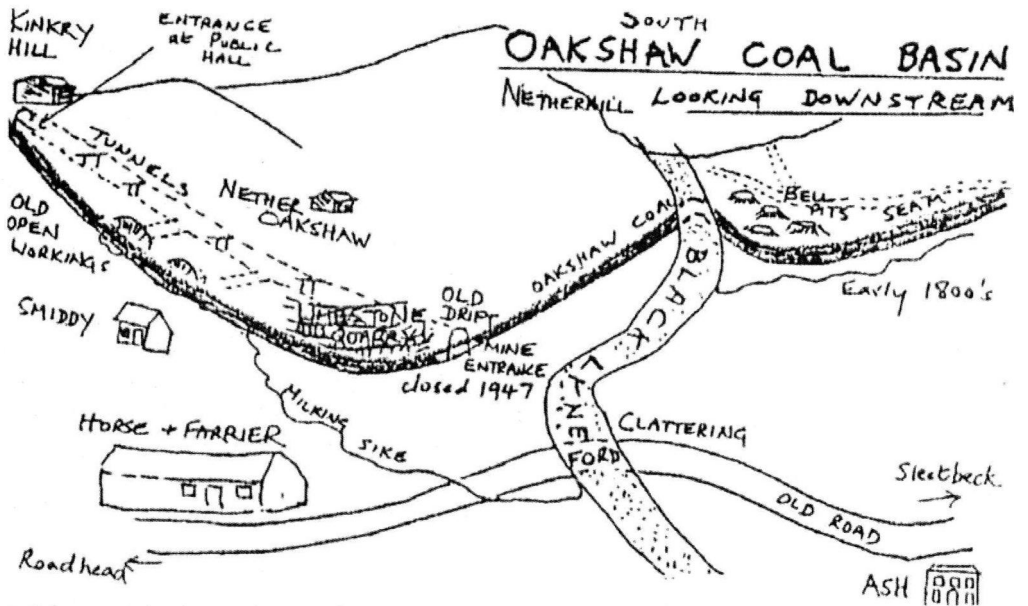 SOUTH
OAKSHAW COAL BASIN
NETHERHILL LOOKING DOWNSTREAM
KINKRY
HILL
ENTRANCE
at PUBLIC
HALL
TUNNELS
NETHER
OAKSHAW
OLD
OPEN
WORKINGS
SMIDDY
LIMESTONE
QUARRY
OLD
DRIFT
MINE
ENTRANCE
closed 1947
OAKSHAW COAL
BELL
PITS
SEAM
Early 1800's
BLACK
LYNE
FORD
CLATTERING
MILKING
SIKE
HORSE + FARRIER
OLD ROAD
Sleetbeck
Roadhead
ASH